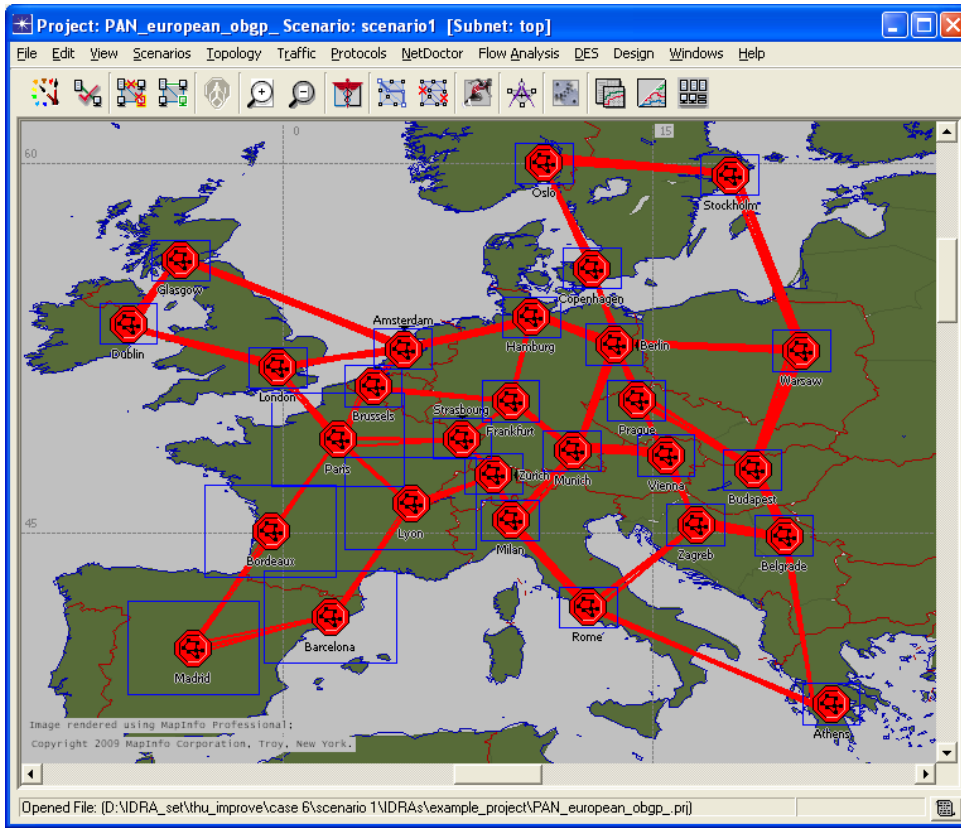 Project: PAN_european_obgp_ Scenario: scenario1 [Subnet: top]
File Edit View Scenarios Topology Traffic Protocols NetDoctor Flow Analysis DES Design Windows Help
0
15
60
Oslo
Stockholm
Glasgow
Copenhagen
Amsterdam
Dublin
Hamburg
Berlin
London
Warsaw
Brussels
Strasbourg
Frankfurt
Prague
Paris
Zurich
Munich
Vienna
Budapest
45
Lyon
Milan
Zagreb
Belgrade
Bordeaux
Rome
Barcelona
Madrid
Athens
Image rendered using MapInfo Professional;
Copyright 2009 MapInfo Corporation, Troy, New York.
Opened File: (D:\IDRA_set\thu_improve\case 6\scenario 1\IDRAs\example_project\PAN_european_obgp_.prj)